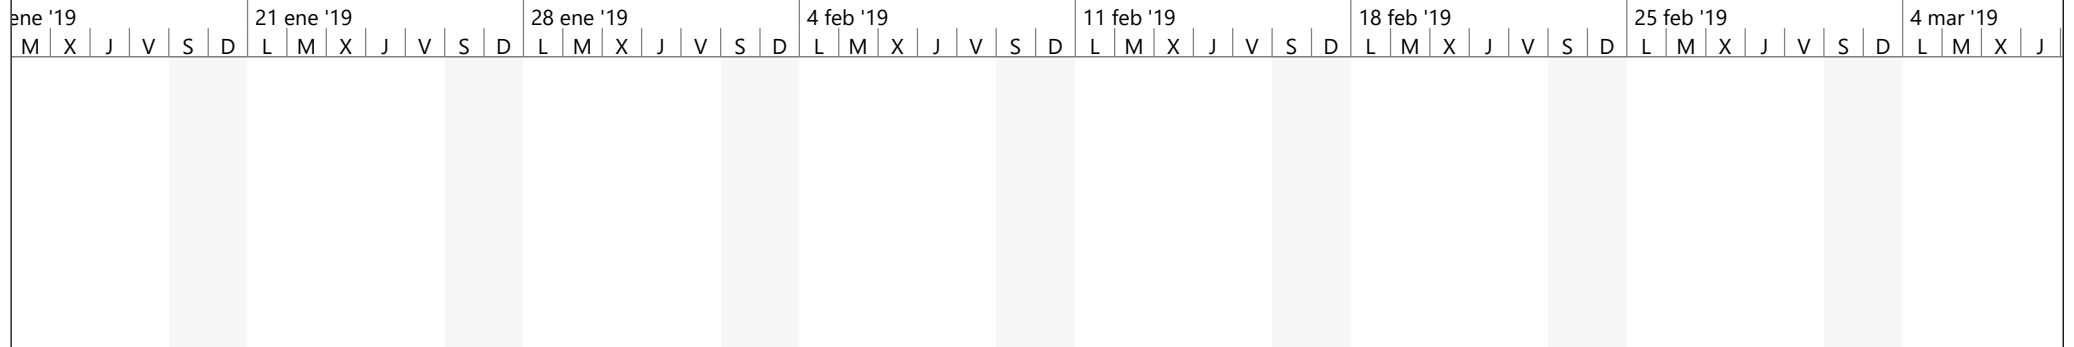 ene '19 21 ene '19 28 ene '19 4 feb '19 11 feb '19 18 feb '19 25 feb '19 4 mar '19
M X J V S D L M X J V S D L M X J V S D L M X J V S D L M X J V S D L M X J V S D L M X J V S D L M X J